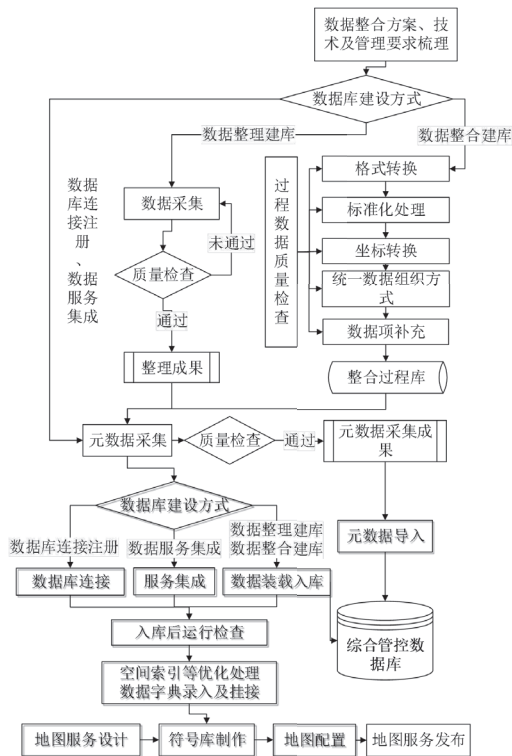 数据整合方案、技
术及管理要求梳理
数据库建设方式
数据整理建库
数据整合建库
数据
库连
接注
册
、数
据
服务
集成
数据采集
未通过
质量检查
通过
整理成果
过
程
数
据
质
量
检
查
格式转换
标准化处理
坐标转换
统一数据组织方
式
数据项补充
整合过程库
元数据采集
质量检查
通过
元数据采集成
果
数据库建设方式
数据库连接注册
数据服务集成
数据整理建库
数据整合建库
元数据导入
数据库连接
服务集成
数据装载入库
入库后运行检查
综合管控数
据库
空间索引等优化处理
数据字典录入及挂接
地图服务设计
符号库制作
地图配置
地图服务发布